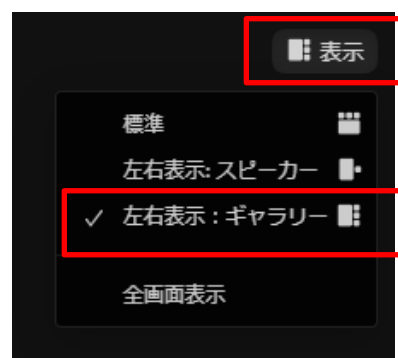 表示
標準
左右表示: スピーカー
✓ 左右表示：ギャラリー
全画面表示